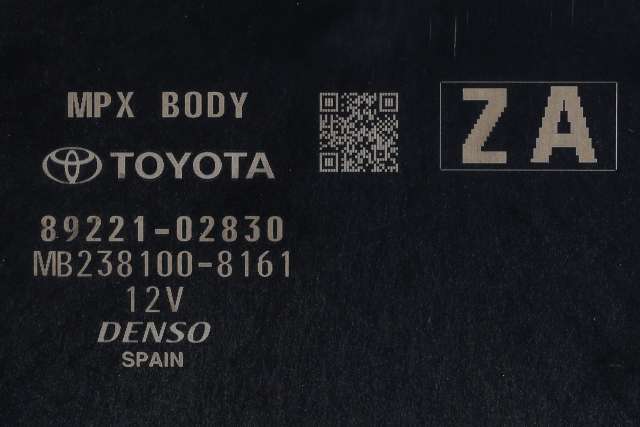 MPX BODY
TOYOTA
89221-02830
MB238100-8161
12V
DENSO
SPAIN
ZA